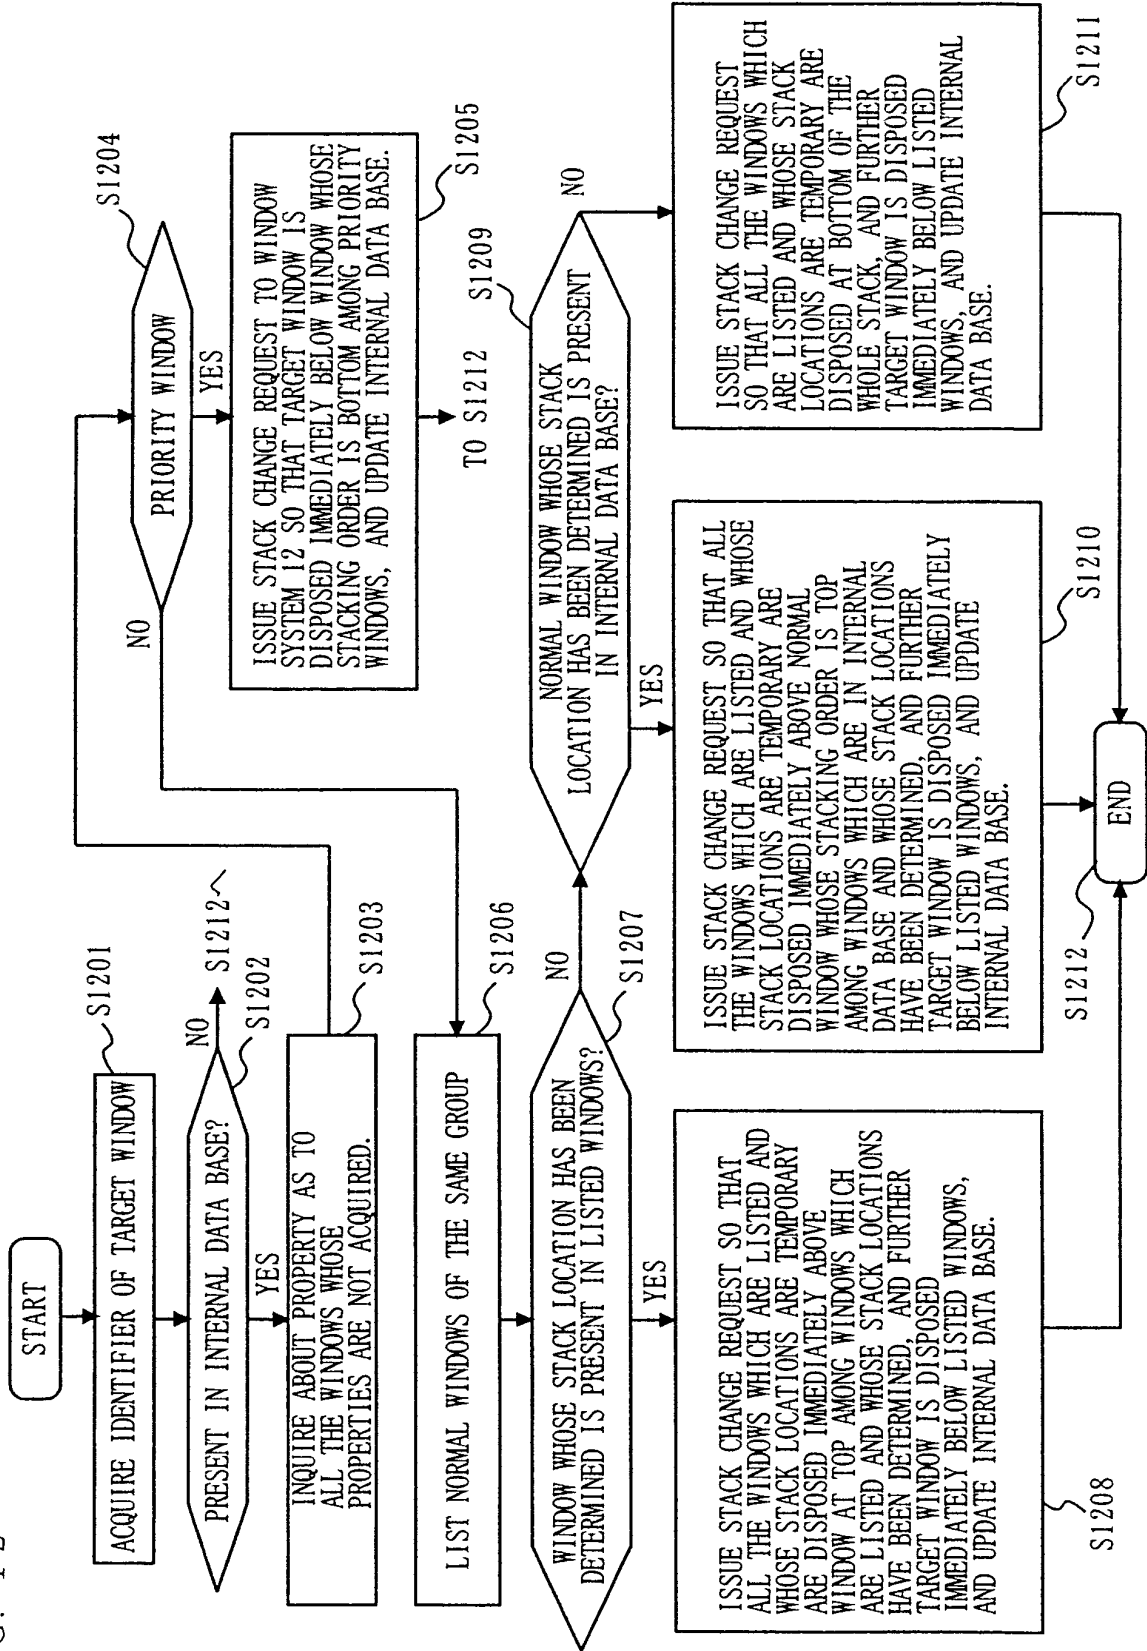 G. 12
START
ACQUIRE IDENTIFIER OF TARGET WINDOW
S1201
PRESENT IN INTERNAL DATA BASE?
S1202
NO
S1212
YES
INQUIRE ABOUT PROPERTY AS TO
ALL THE WINDOWS WHOSE
PROPERTIES ARE NOT ACQUIRED.
S1203
PRIORITY WINDOW
S1204
NO
YES
ISSUE STACK CHANGE REQUEST TO WINDOW
SYSTEM 12 SO THAT TARGET WINDOW IS
DISPOSED IMMEDIATELY BELOW WINDOW WHOSE
STACKING ORDER IS BOTTOM AMONG PRIORITY
WINDOWS, AND UPDATE INTERNAL DATA BASE.
S1205
TO S1212
LIST NORMAL WINDOWS OF THE SAME GROUP
S1206
WINDOW WHOSE STACK LOCATION HAS BEEN
DETERMINED IS PRESENT IN LISTED WINDOWS?
S1207
NO
YES
ISSUE STACK CHANGE REQUEST SO THAT
ALL THE WINDOWS WHICH ARE LISTED AND
WHOSE STACK LOCATIONS ARE TEMPORARY
ARE DISPOSED IMMEDIATELY ABOVE
WINDOW AT TOP AMONG WINDOWS WHICH
ARE LISTED AND WHOSE STACK LOCATIONS
HAVE BEEN DETERMINED, AND FURTHER
TARGET WINDOW IS DISPOSED
IMMEDIATELY BELOW LISTED WINDOWS,
AND UPDATE INTERNAL DATA BASE.
S1208
NORMAL WINDOW WHOSE STACK
LOCATION HAS BEEN DETERMINED IS PRESENT
IN INTERNAL DATA BASE?
S1209
NO
YES
ISSUE STACK CHANGE REQUEST SO THAT ALL
THE WINDOWS WHICH ARE LISTED AND WHOSE
STACK LOCATIONS ARE TEMPORARY ARE
DISPOSED IMMEDIATELY ABOVE NORMAL
WINDOW WHOSE STACKING ORDER IS TOP
AMONG WINDOWS WHICH ARE IN INTERNAL
DATA BASE AND WHOSE STACK LOCATIONS
HAVE BEEN DETERMINED, AND FURTHER
TARGET WINDOW IS DISPOSED IMMEDIATELY
BELOW LISTED WINDOWS, AND UPDATE
INTERNAL DATA BASE.
S1210
ISSUE STACK CHANGE REQUEST
SO THAT ALL THE WINDOWS WHICH
ARE LISTED AND WHOSE STACK
LOCATIONS ARE TEMPORARY ARE
DISPOSED AT BOTTOM OF THE
WHOLE STACK, AND FURTHER
TARGET WINDOW IS DISPOSED
IMMEDIATELY BELOW LISTED
WINDOWS, AND UPDATE INTERNAL
DATA BASE.
S1211
END
S1212